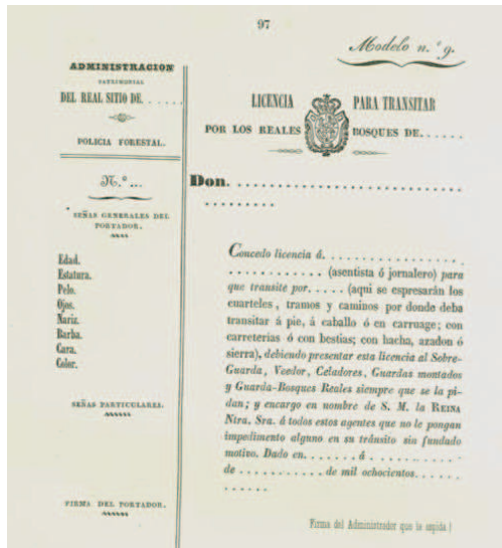 97
Modelo n.º 9.
ADMINISTRACION
PATRIMONIAL
DEL REAL SITIO DE. . . . . .
POLICIA FORESTAL.
N.º ...
SEÑAS GENERALES DEL
PORTADOR.
Edad.
Estatura.
Pelo.
Ojos.
Nariz.
Barba.
Cara.
Color.
SEÑAS PARTICULARES.
FIRMA DEL PORTADOR.
LICENCIA PARA TRANSITAR
POR LOS REALES BOSQUES DE. . . . . .
Don. . . . . . . . . . . . . . . . . . . . . . . . . . . .
. . . . . . . . .
Concedo licencia á. . . . . . . . . . . . . . . . .
. . . . . . . . . . . . (asentista ó jornalero) para
que transite por. . . . . (aqui se espresarán los
cuarteles, tramos y caminos por donde deba
transitar á pie, á caballo ó en carruage; con
carreterias ó con bestias; con hacha, azadon ó
sierra), debiendo presentar esta licencia al Sobre-
Guarda, Veedor, Celadores, Guardas montados
y Guarda-Bosques Reales siempre que se la pi-
dan; y encargo en nombre de S. M. la REINA
Ntra. Sra. á todos estos agentes que no le pongan
impedimento alguno en su tránsito sin fundado
motivo. Dado en. . . . . . . á . . . . . . . . . .
de . . . . . . . . . . . de mil ochocientos. . . . . .
. . . . . .
Firma del Administrador que la espida!